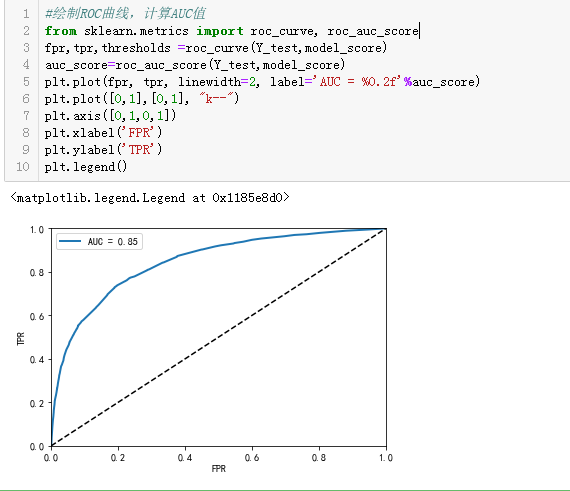 1 #绘制ROC曲线，计算AUC值
2 from sklearn.metrics import roc_curve, roc_auc_score
3 fpr,tpr,thresholds =roc_curve(Y_test,model_score)
4 auc_score=roc_auc_score(Y_test,model_score)
5 plt.plot(fpr, tpr, linewidth=2, label='AUC = %0.2f'%auc_score)
6 plt.plot([0,1],[0,1], "k--")
7 plt.axis([0,1,0,1])
8 plt.xlabel('FPR')
9 plt.ylabel('TPR')
10 plt.legend()
<matplotlib.legend.Legend at 0x1185e8d0>
1.0
AUC = 0.85
0.8
0.6
TPR
0.4
0.2
0.0
0.0 0.2 0.4 0.6 0.8 1.0
FPR